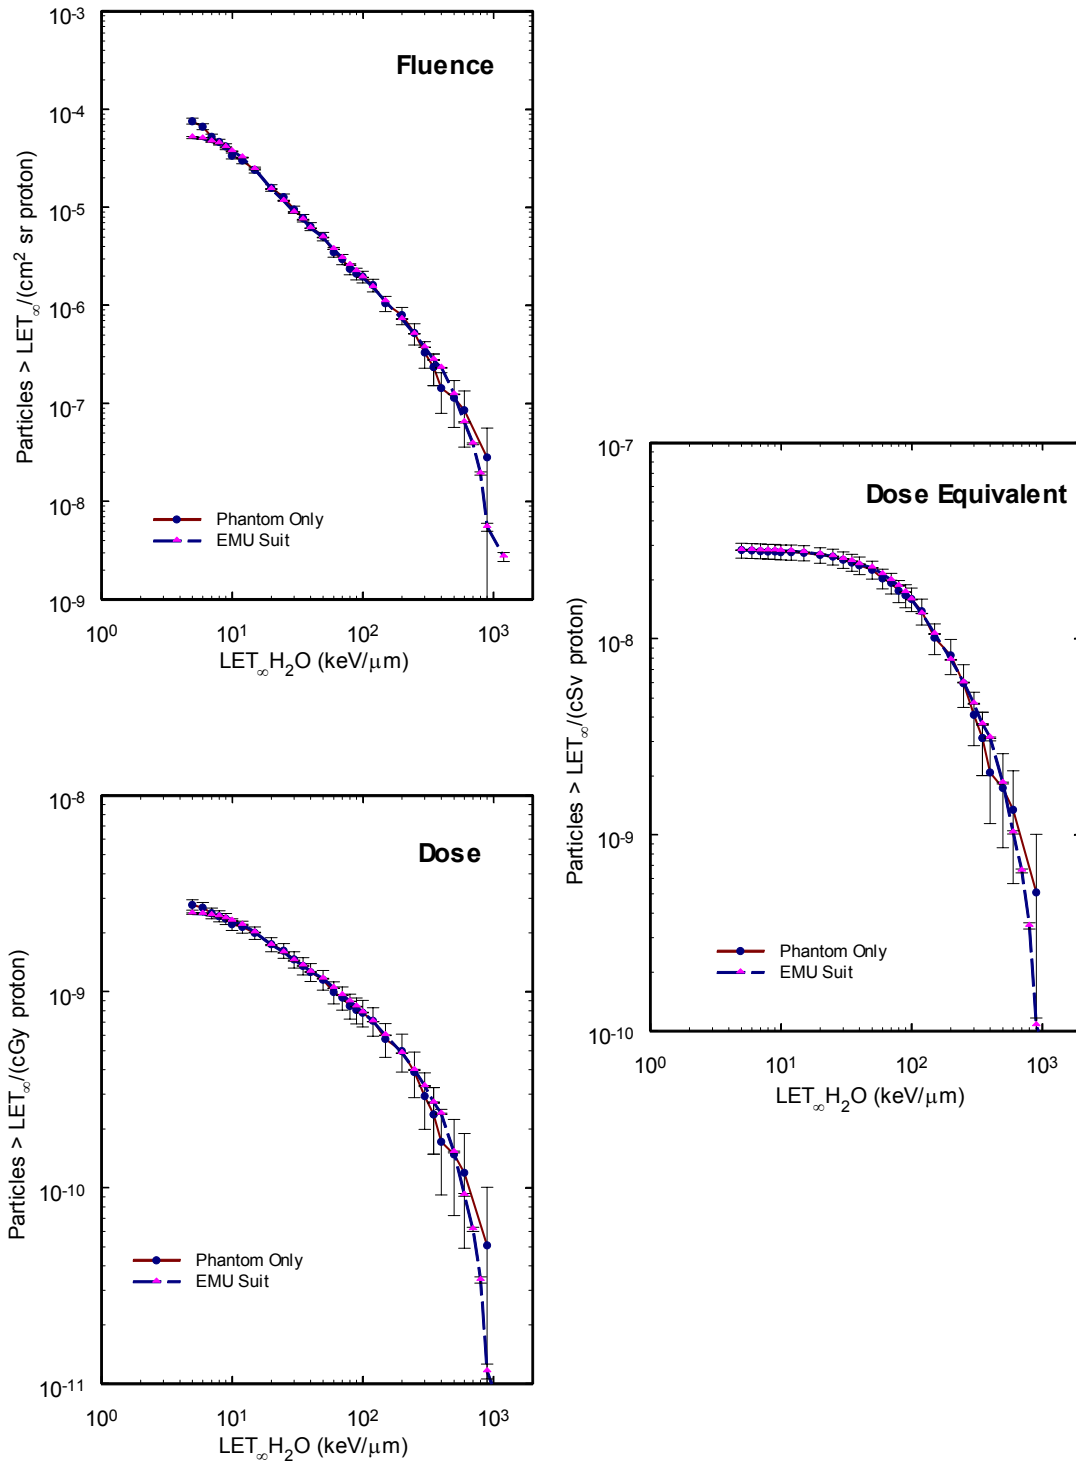 Fluence
10⁻³
10⁻⁴
10⁻⁵
10⁻⁶
10⁻⁷
10⁻⁸
10⁻⁹
Particles > LET∞/(cm² sr proton)
Phantom Only
EMU Suit
10⁰ 10¹ 10² 10³
LET∞H₂O (keV/μm)
Dose Equivalent
10⁻⁷
10⁻⁸
10⁻⁹
10⁻¹⁰
Particles > LET∞/(cSv proton)
Phantom Only
EMU Suit
10⁰ 10¹ 10² 10³
LET∞H₂O (keV/μm)
Dose
10⁻⁸
10⁻⁹
10⁻¹⁰
10⁻¹¹
Particles > LET∞/(cGy proton)
Phantom Only
EMU Suit
10⁰ 10¹ 10² 10³
LET∞H₂O (keV/μm)